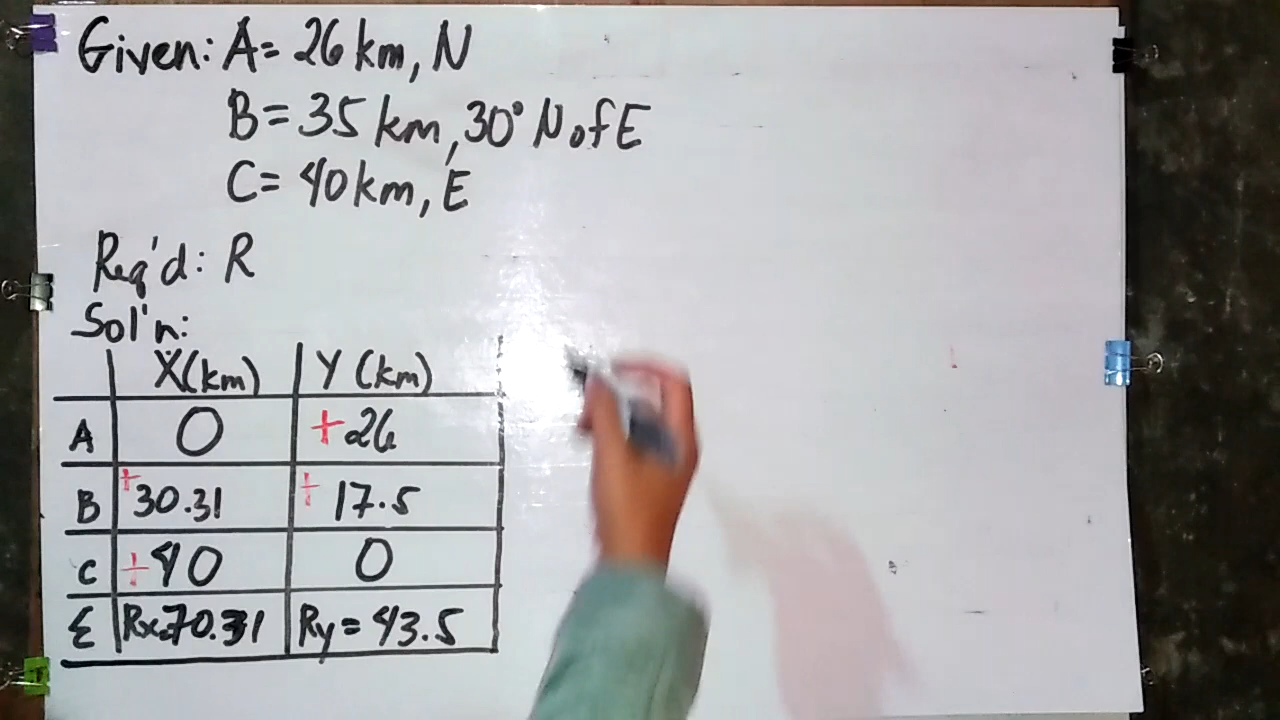 Given: A= 26 km, N
B= 35 km, 30° N of E
C= 40 km, E
Req'd: R
Sol'n:
X(km) Y (km)
A 0 +26
B +30.31 +17.5
C +40 0
Σ Rx=70.31 Ry=43.5